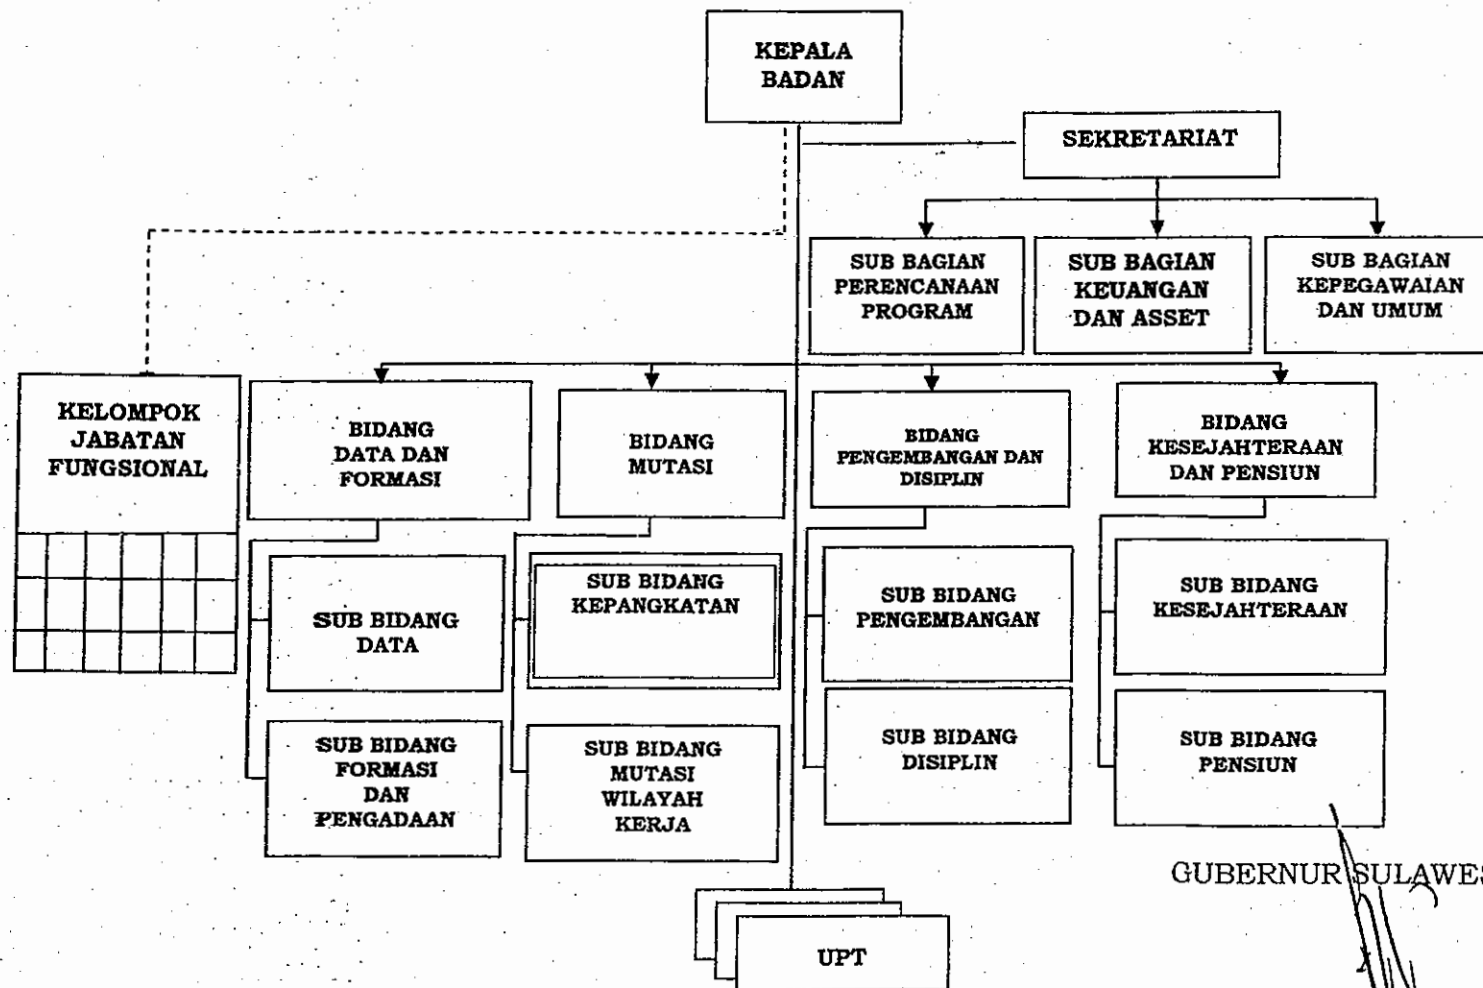 KEPALA
BADAN
SEKRETARIAT
SUB BAGIAN
PERENCANAAN
PROGRAM
SUB BAGIAN
KEUANGAN
DAN ASSET
SUB BAGIAN
KEPEGAWAIAN
DAN UMUM
KELOMPOK
JABATAN
FUNGSIONAL
BIDANG
DATA DAN
FORMASI
BIDANG
MUTASI
BIDANG
PENGEMBANGAN DAN
DISIPLIN
BIDANG
KESEJAHTERAAN
DAN PENSIUN
SUB BIDANG
DATA
SUB BIDANG
KEPANGKATAN
SUB BIDANG
PENGEMBANGAN
SUB BIDANG
KESEJAHTERAAN
SUB BIDANG
FORMASI
DAN
PENGADAAN
SUB BIDANG
MUTASI
WILAYAH
KERJA
SUB BIDANG
DISIPLIN
SUB BIDANG
PENSIUN
GUBERNUR SULAWES
UPT